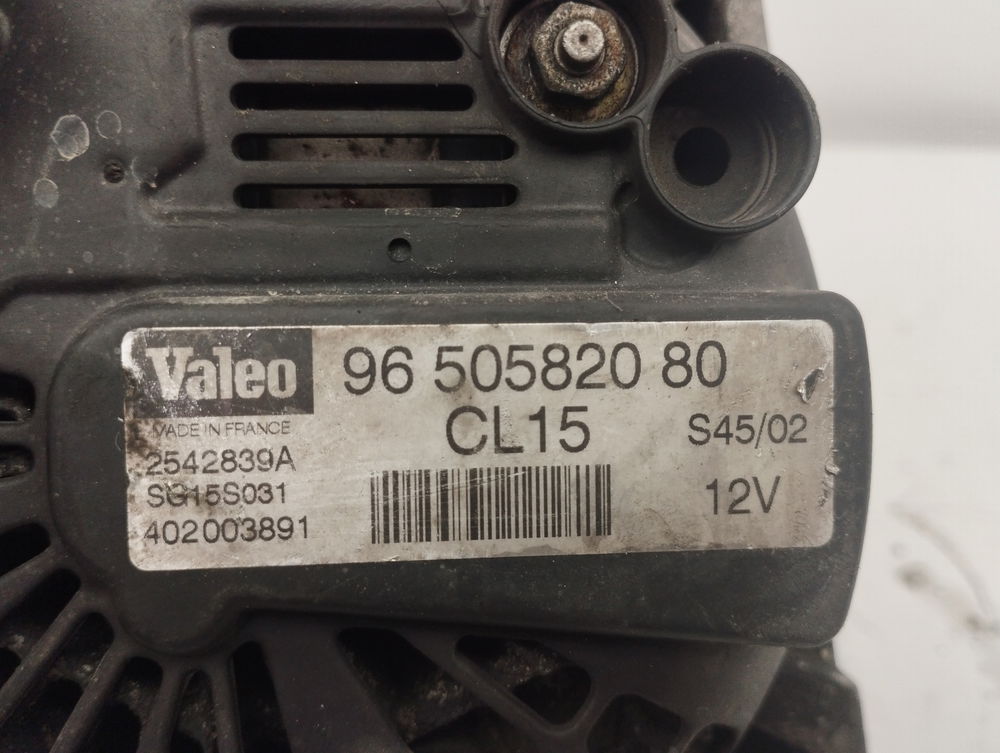 Valeo
96 505820 80
MADE IN FRANCE
CL15
S45/02
2542839A
SG15S031
12V
402003891